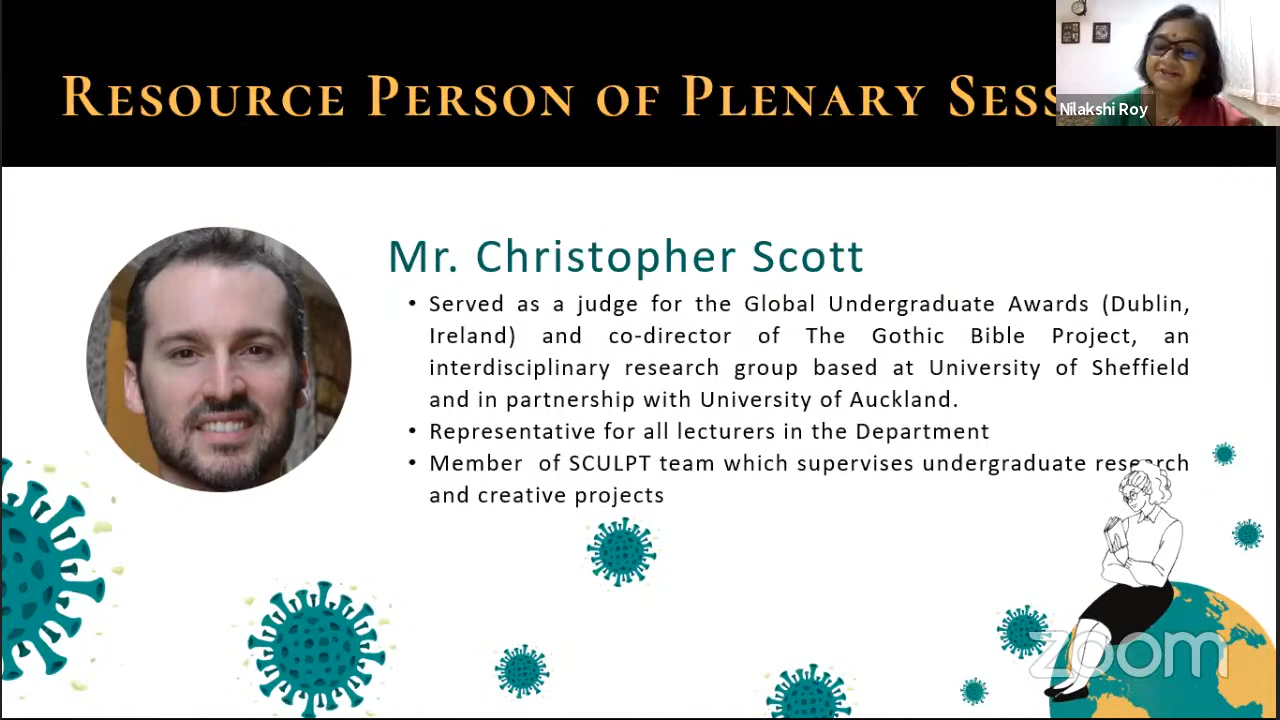 RESOURCE PERSON OF PLENARY SESS
Nilakshi Roy
Mr. Christopher Scott
• Served as a judge for the Global Undergraduate Awards (Dublin,
Ireland) and co-director of The Gothic Bible Project, an
interdisciplinary research group based at University of Sheffield
and in partnership with University of Auckland.
• Representative for all lecturers in the Department
• Member of SCULPT team which supervises undergraduate research
and creative projects
zoom